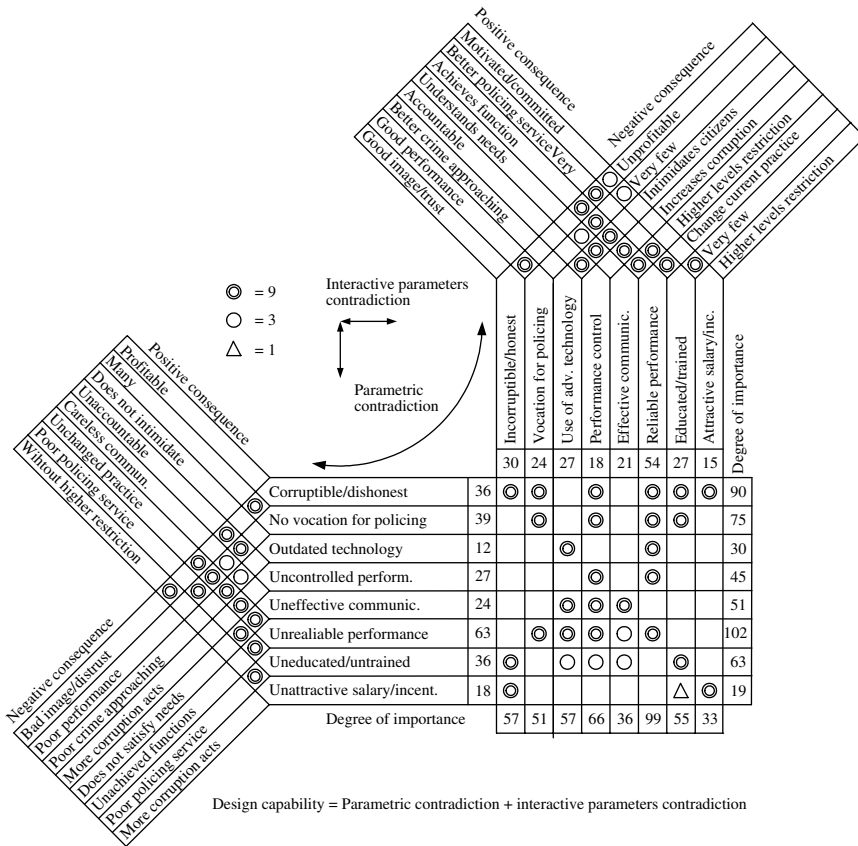 Positive consequence
Motivated/committed
Better policing serviceVery
Achieves function
Understands needs
Accountable
Better crime approaching
Good performance
Good image/trust
Negative consequence
Unprofitable
Very few
Intimidates citizens
Increases corruption
Higher levels restriction
Change current practice
Very few
Higher levels restriction
= 9
= 3
= 1
Interactive parameters
contradiction
Parametric
contradiction
Incorruptible/honest
Vocation for policing
Use of adv. technology
Performance control
Effective communic.
Reliable performance
Educated/trained
Attractive salary/inc.
Degree of importance
30 24 27 18 21 54 27 15
Positive consequence
Profitable
Many
Does not intimidate
Unaccountable
Careless commun.
Unchanged practice
Poor policing service
Wihtout higher restriction
Corruptible/dishonest 36 90
No vocation for policing 39 75
Outdated technology 12 30
Uncontrolled perform. 27 45
Uneffective communic. 24 51
Unrealiable performance 63 102
Uneducated/untrained 36 63
Unattractive salary/incent. 18 19
Degree of importance 57 51 57 66 36 99 55 33
Negative consequence
Bad image/distrust
Poor performance
Poor crime approaching
More corruption acts
Does not satisfy needs
Unachieved functions
Poor policing service
More corruption acts
Design capability = Parametric contradiction + interactive parameters contradiction